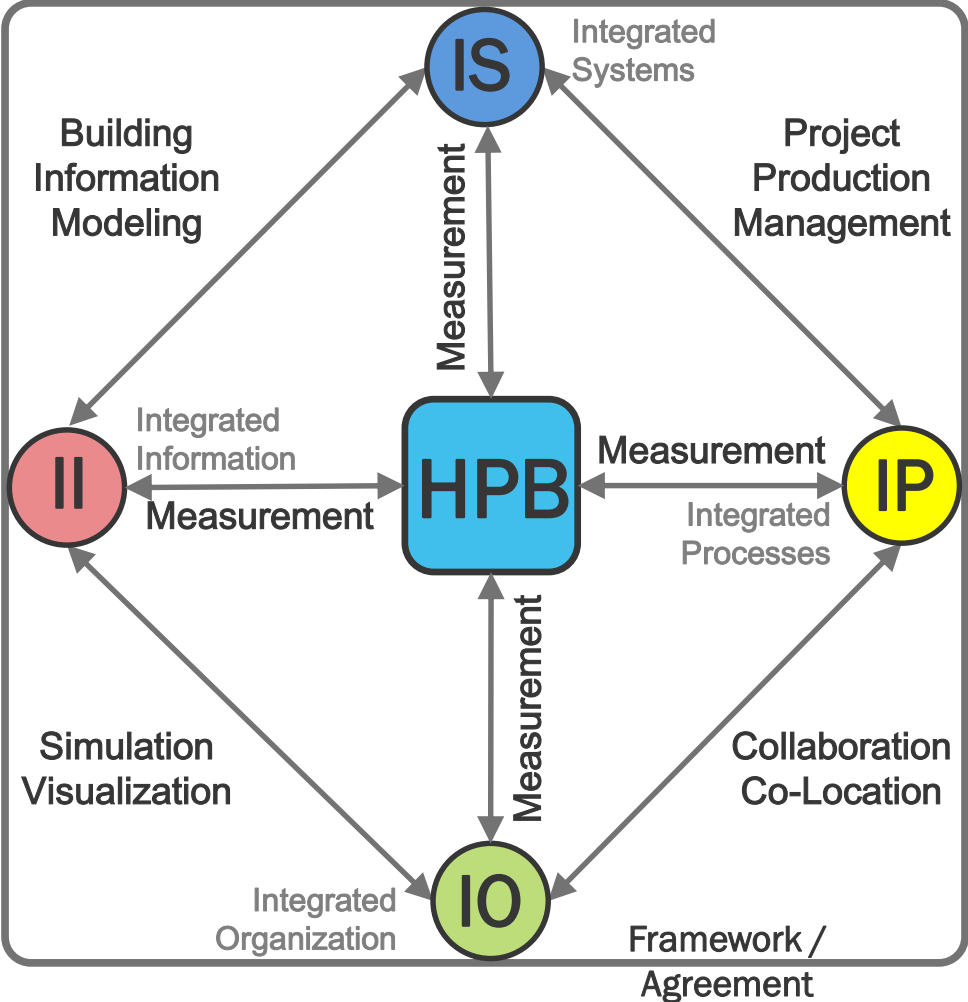 IS
Integrated
Systems
Building
Information
Modeling
Project
Production
Management
Measurement
Integrated
Information
Measurement
II
HPB
Measurement
Integrated
Processes
IP
Measurement
Simulation
Visualization
Collaboration
Co-Location
Integrated
Organization
IO
Framework /
Agreement